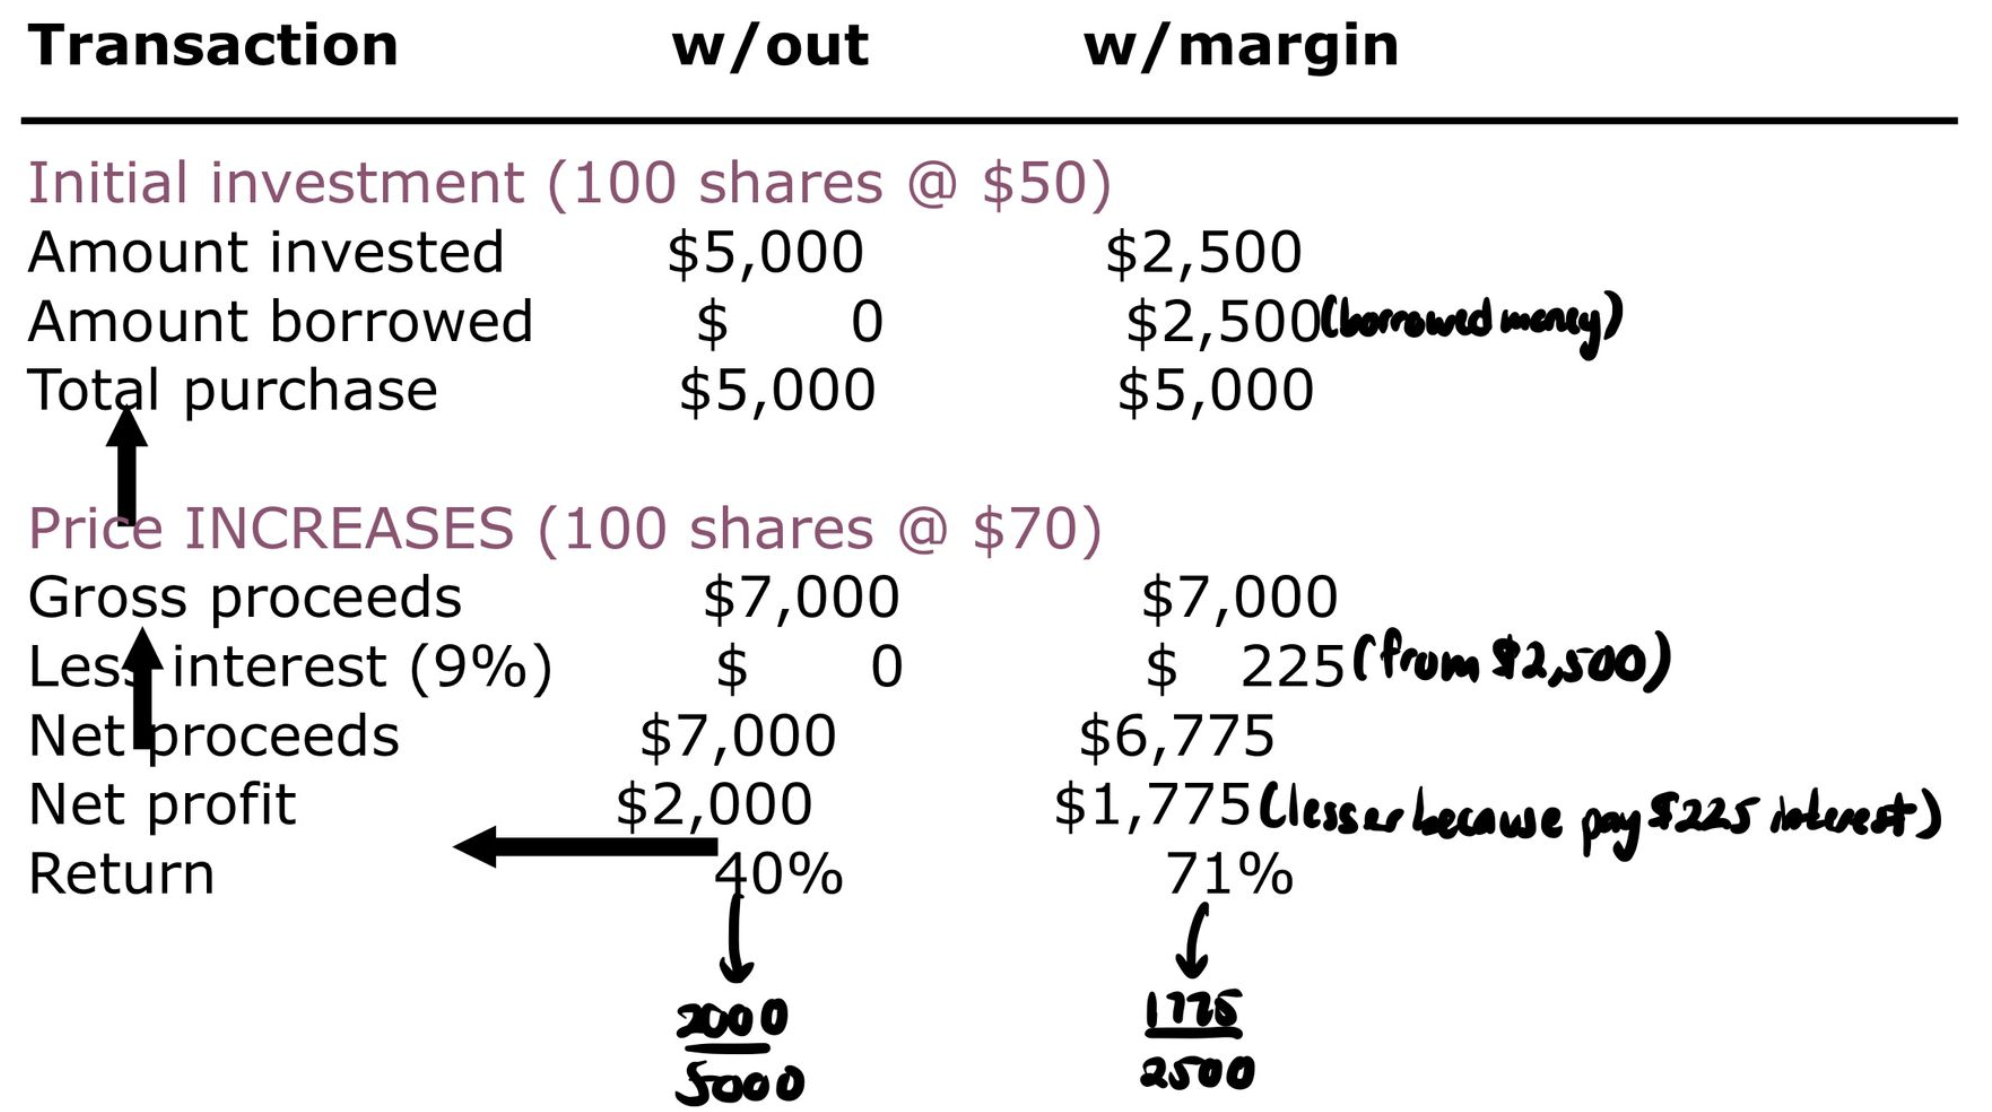 Transaction w/out w/margin
Initial investment (100 shares @ $50)
Amount invested $5,000 $2,500
Amount borrowed $ 0 $2,500 (borrowed money)
Total purchase $5,000 $5,000
Price INCREASES (100 shares @ $70)
Gross proceeds $7,000 $7,000
Less interest (9%) $ 0 $ 225 (from $2,500)
Net proceeds $7,000 $6,775
Net profit $2,000 $1,775 (lesser because pay $225 interest)
Return 40% 71%
2000 1775
5000 2500